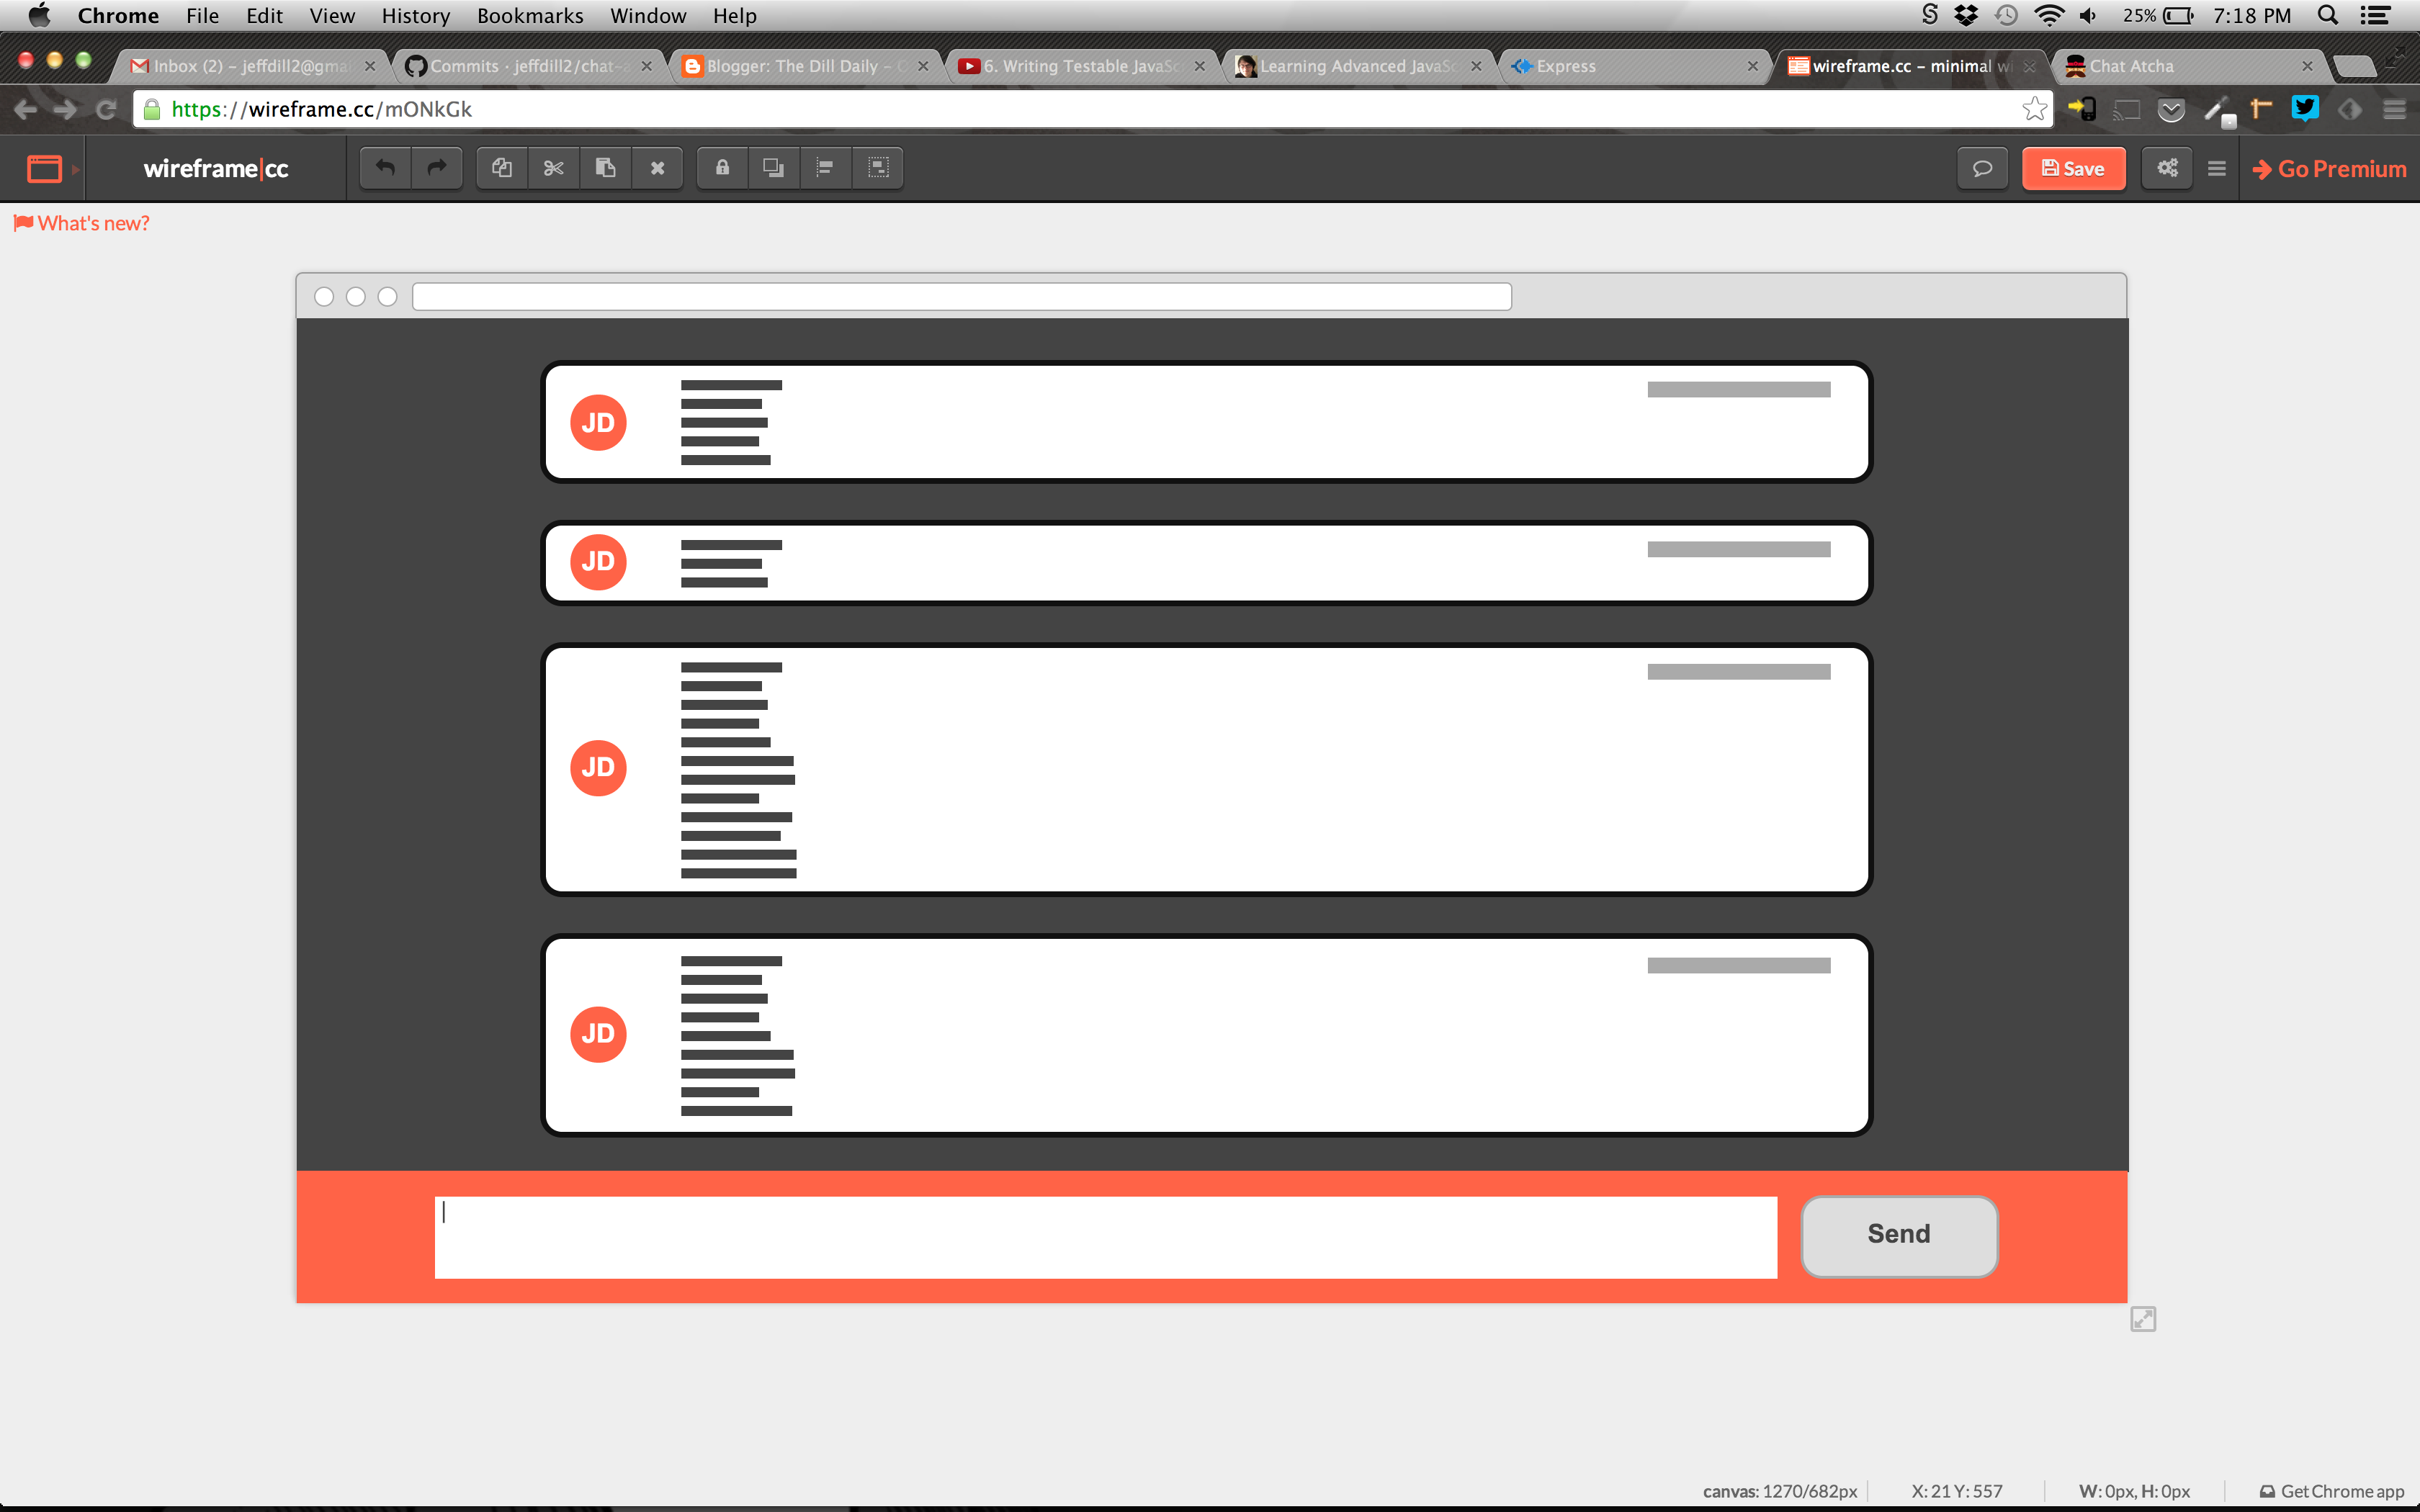 Chrome File Edit View History Bookmarks Window Help 25% 7:18 PM
Inbox (2) – jeffdill2@gma Commits · jeffdill2/chat-a Blogger: The Dill Daily – 6. Writing Testable JavaSc Learning Advanced JavaSc Express wireframe.cc – minimal wi Chat Atcha
https://wireframe.cc/mONkGk
wireframe|cc Save Go Premium
What's new?
JD
JD
JD
JD
Send
canvas: 1270/682px X: 21 Y: 557 W: 0px, H: 0px Get Chrome app